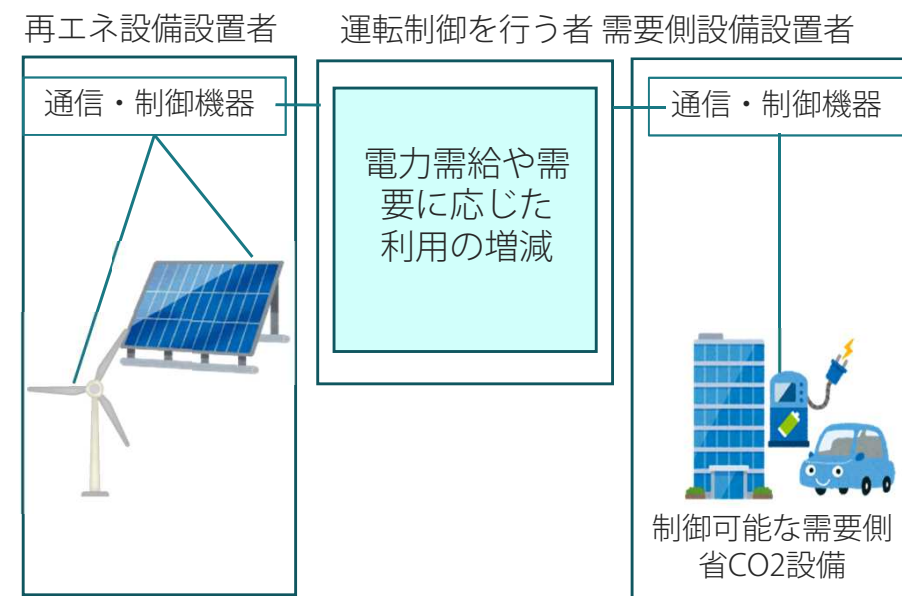 再エネ設備設置者
運転制御を行う者 需要側設備設置者
通信・制御機器
電力需給や需
要に応じた
利用の増減
通信・制御機器
制御可能な需要側
省CO2設備